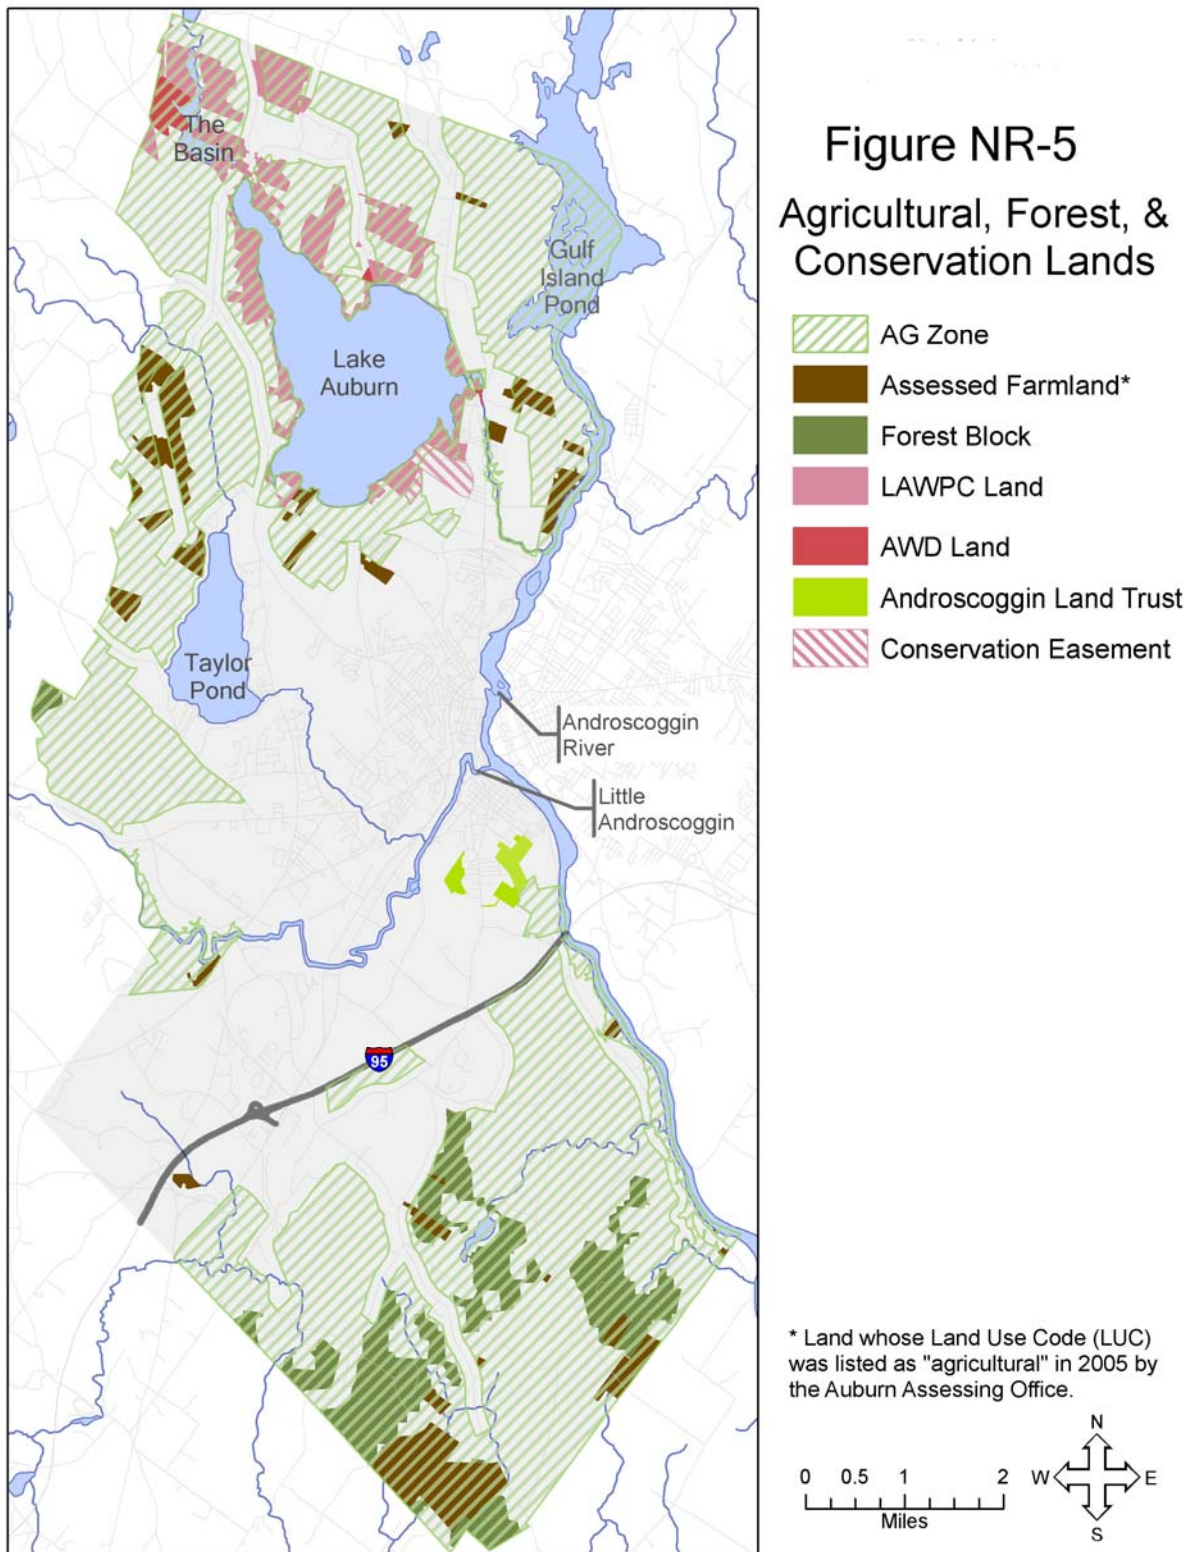 Figure NR-5
Agricultural, Forest, &
Conservation Lands
AG Zone
Assessed Farmland*
Forest Block
LAWPC Land
AWD Land
Androscoggin Land Trust
Conservation Easement
The
Basin
Gulf
Island
Pond
Lake
Auburn
Taylor
Pond
Androscoggin
River
Little
Androscoggin
95
* Land whose Land Use Code (LUC)
was listed as "agricultural" in 2005 by
the Auburn Assessing Office.
0 0.5 1 2
Miles
N
W E
S